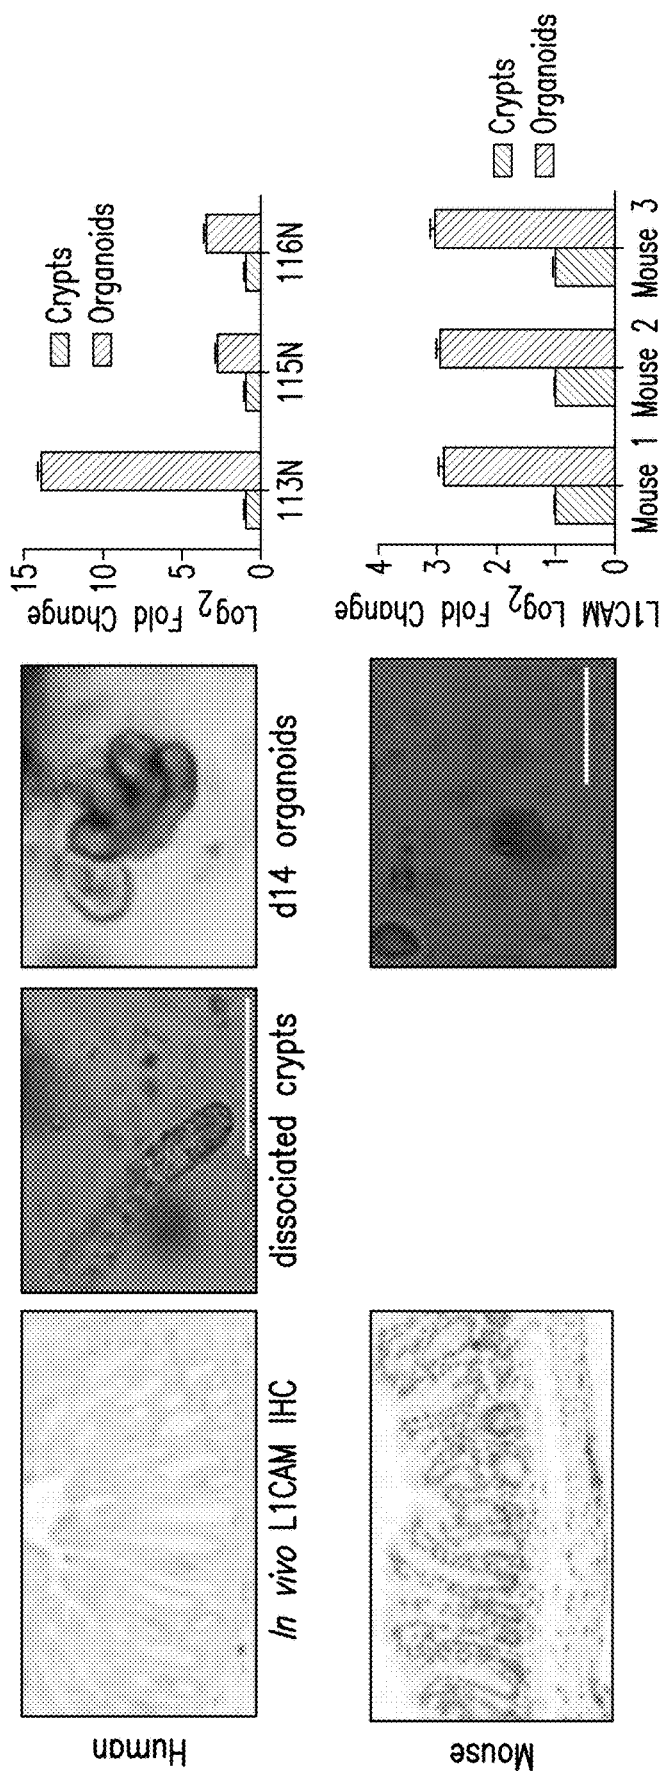 Human
In vivo L1CAM IHC
dissociated crypts
d14 organoids
Log2 Fold Change
15
10
5
0
113N
115N
116N
Crypts
Organoids
Mouse
L1CAM Log2 Fold Change
4
3
2
1
0
Mouse 1
Mouse 2
Mouse 3
Crypts
Organoids